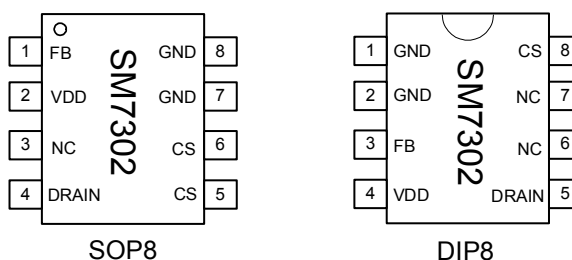 1 FB GND 8
2 VDD GND 7
3 NC CS 6
4 DRAIN CS 5
SM7302
SOP8
1 GND CS 8
2 GND NC 7
3 FB NC 6
4 VDD DRAIN 5
SM7302
DIP8